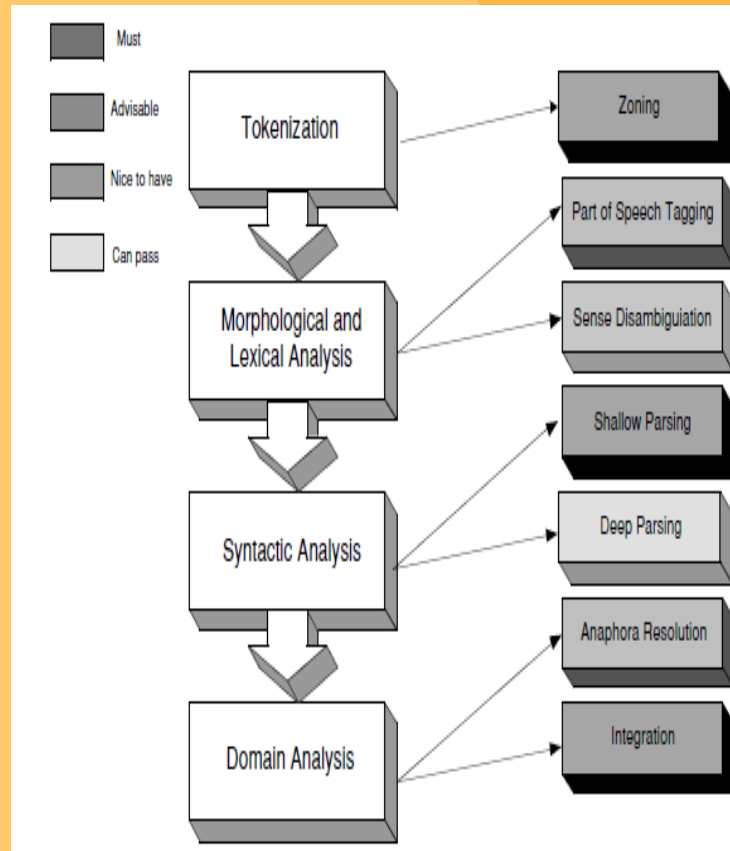 Must
Advisable
Nice to have
Can pass
Tokenization
Zoning
Part of Speech Tagging
Morphological and
Lexical Analysis
Sense Disambiguiation
Shallow Parsing
Syntactic Analysis
Deep Parsing
Anaphora Resolution
Domain Analysis
Integration